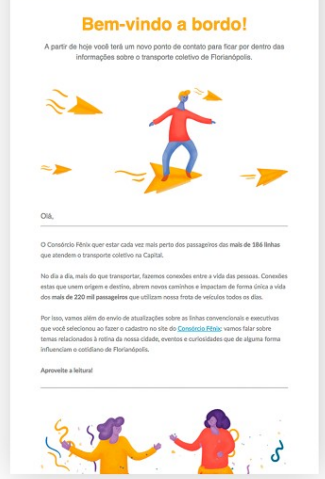 Bem-vindo a bordo!
A partir de hoje você terá um novo ponto de contato para ficar por dentro das
informações sobre o transporte coletivo de Florianópolis.
Olá,
O Consórcio Fênix quer estar cada vez mais perto dos passageiros das mais de 186 linhas
que atendem o transporte coletivo na Capital.
No dia a dia, mais do que transportar, fazemos conexões entre a vida das pessoas. Conexões
estas que unem origem e destino, abrem novos caminhos e impactam de forma única a vida
dos mais de 220 mil passageiros que utilizam nossa frota de veículos todos os dias.
Por isso, vamos além do envio de atualizações sobre as linhas convencionais e executivas
que você selecionou ao fazer o cadastro no site do Consórcio Fênix: vamos falar sobre
temas relacionados à rotina da nossa cidade, eventos e curiosidades que de alguma forma
influenciam o cotidiano de Florianópolis.
Aproveite a leitura!